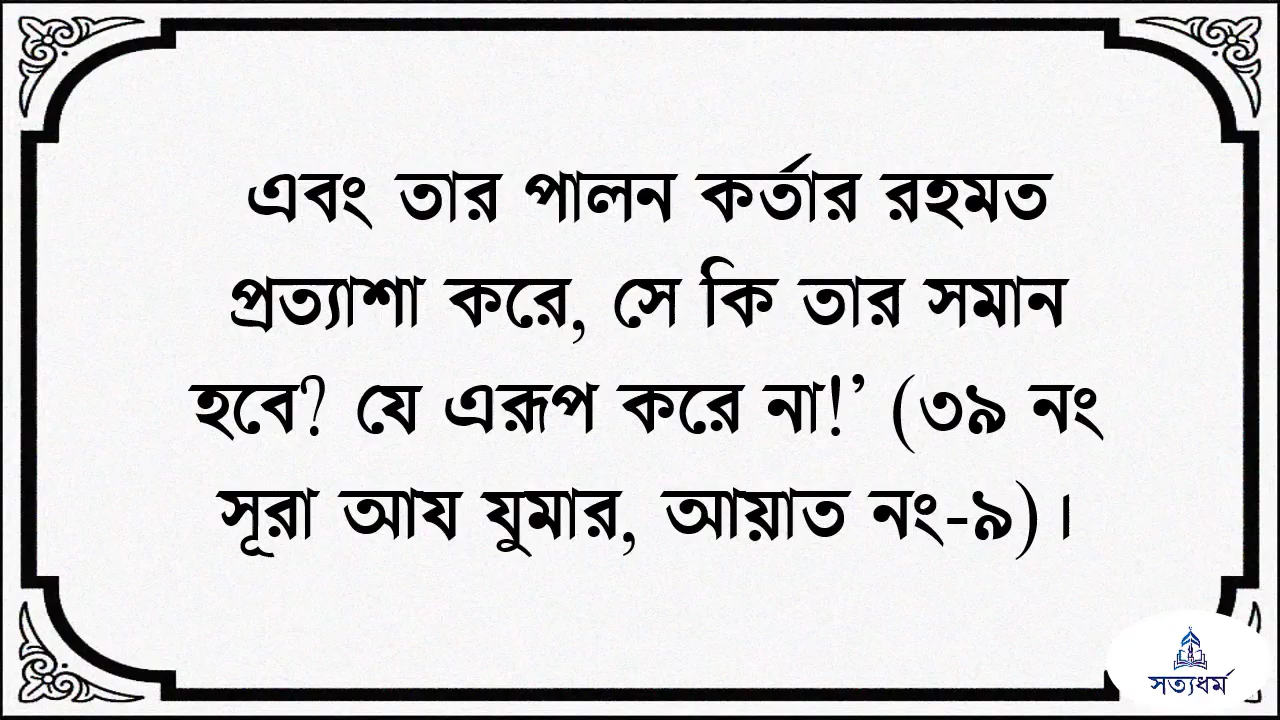 এবং তার পালন কর্তার রহমত
প্রত্যাশা করে, সে কি তার সমান
হবে? যে এরূপ করে না!’ (৩৯ নং
সূরা আয যুমার, আয়াত নং-৯)।
সত্যধর্ম